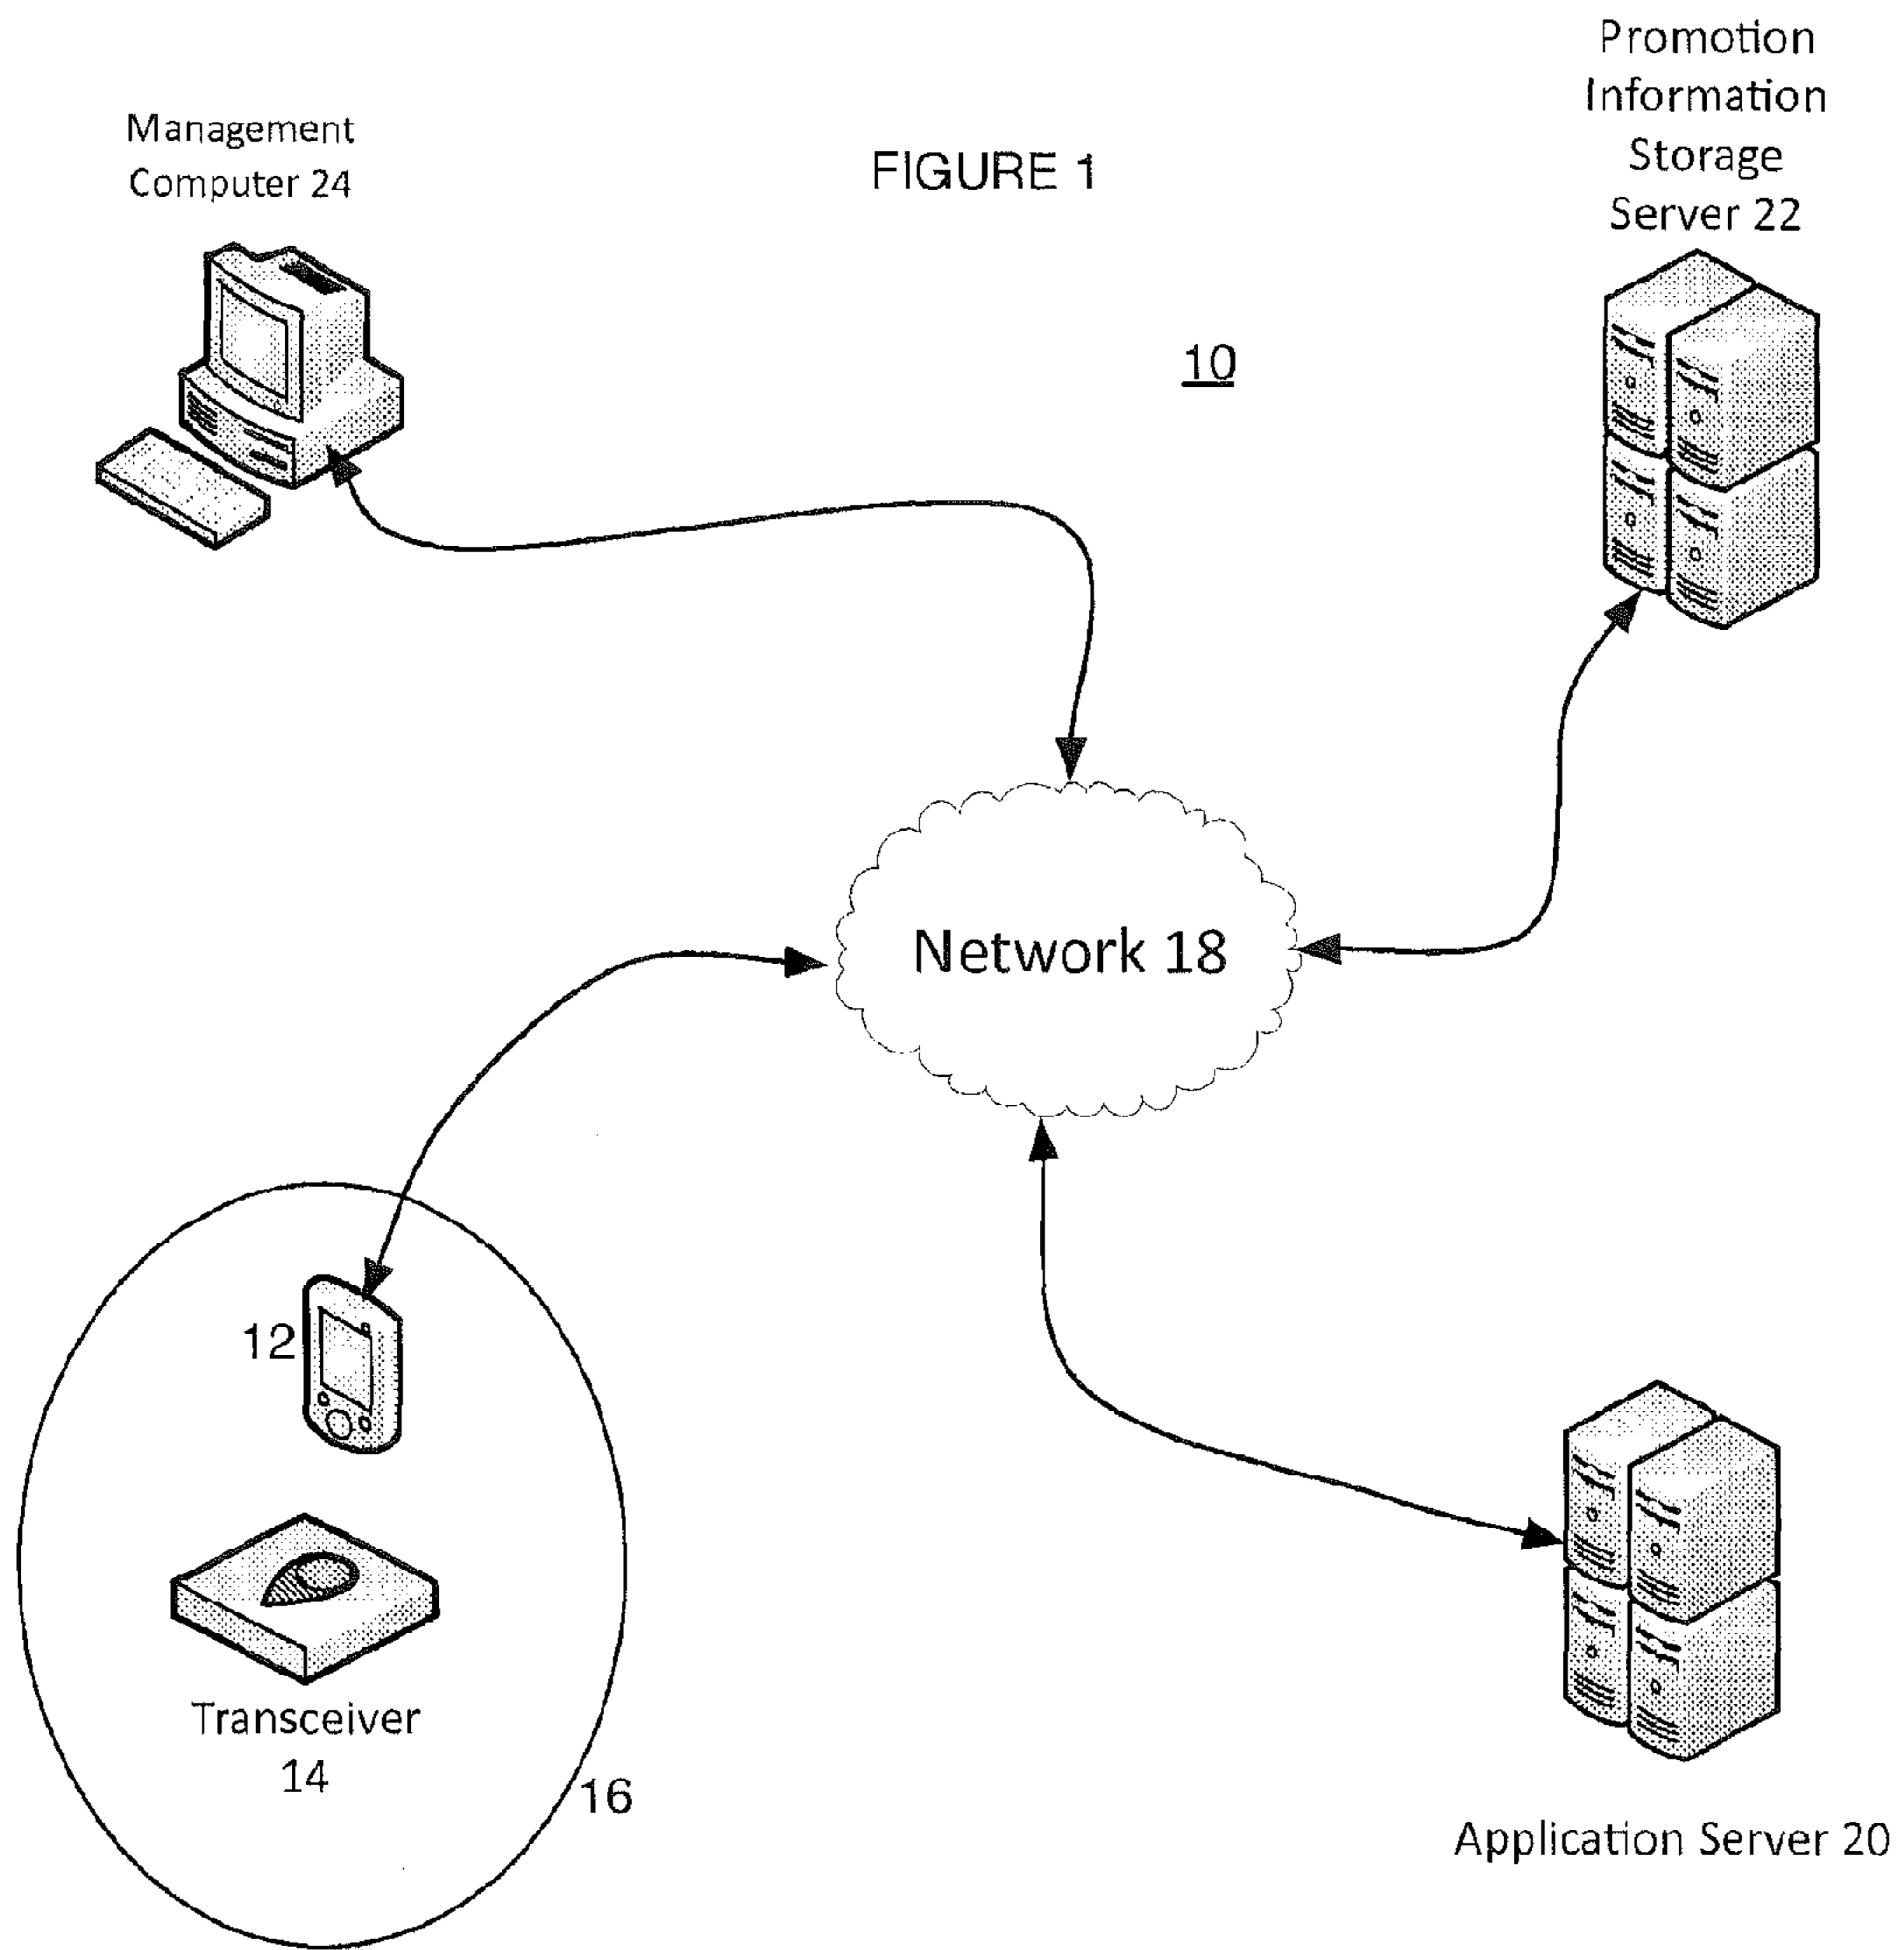 Promotion
Information
Storage
Server 22
Management
Computer 24
FIGURE 1
10
Network 18
12
Transceiver
14
16
Application Server 20